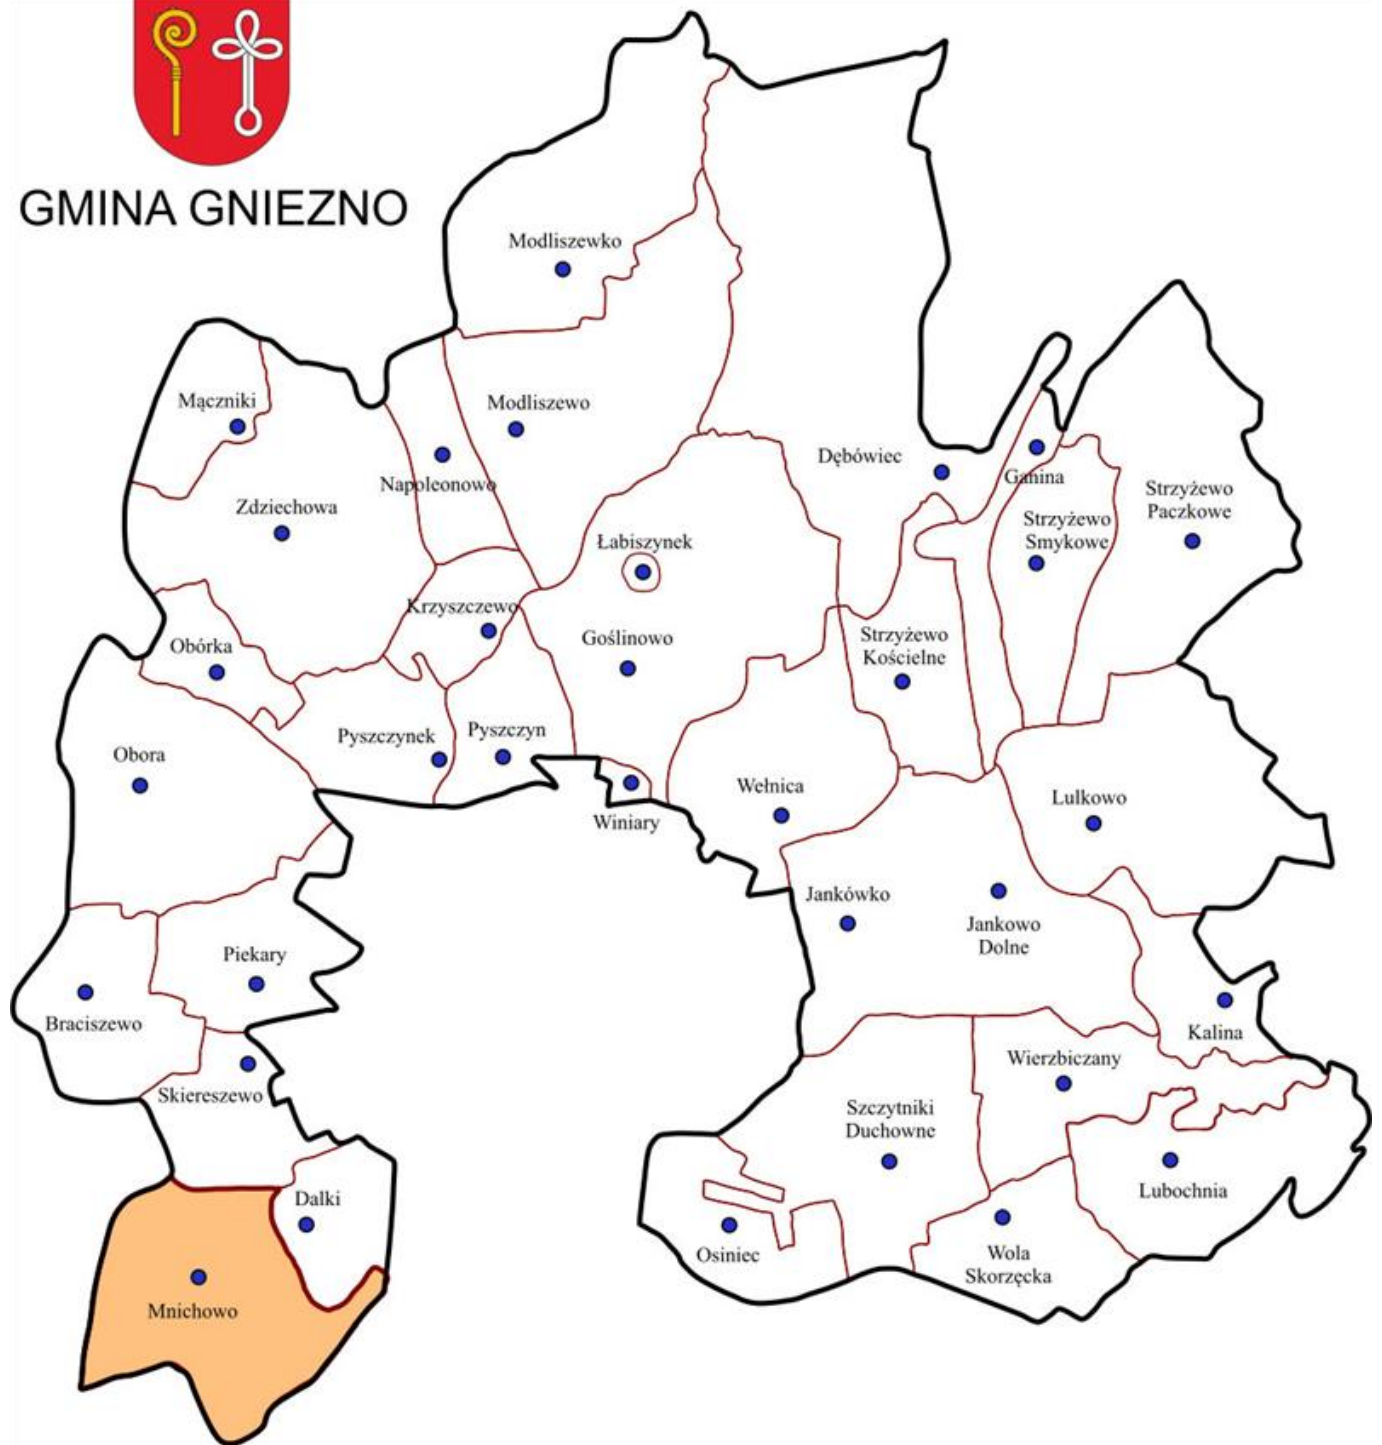 GMINA GNIEZNO
Modliszewko
Mączniki
Modliszewo
Napoleonowo
Dębówiec
Ganina
Strzyżewo
Paczkowe
Zdziechowa
Strzyżewo
Smykowe
Łabiszynek
Krzyszczewo
Obórka
Goślinowo
Strzyżewo
Kościelne
Pyszczynek
Pyszczyn
Obora
Wełnica
Lulkowo
Winiary
Jankówko
Jankowo
Dolne
Piekary
Braciszewo
Kalina
Skiereszewo
Wierzbiczany
Szczytniki
Duchowne
Dalki
Lubochnia
Osiniec
Wola
Skorzęcka
Mnichowo